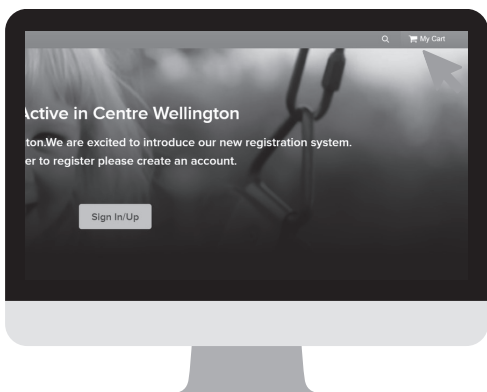 My Cart
Active in Centre Wellington
ton.We are excited to introduce our new registration system.
er to register please create an account.
Sign In/Up